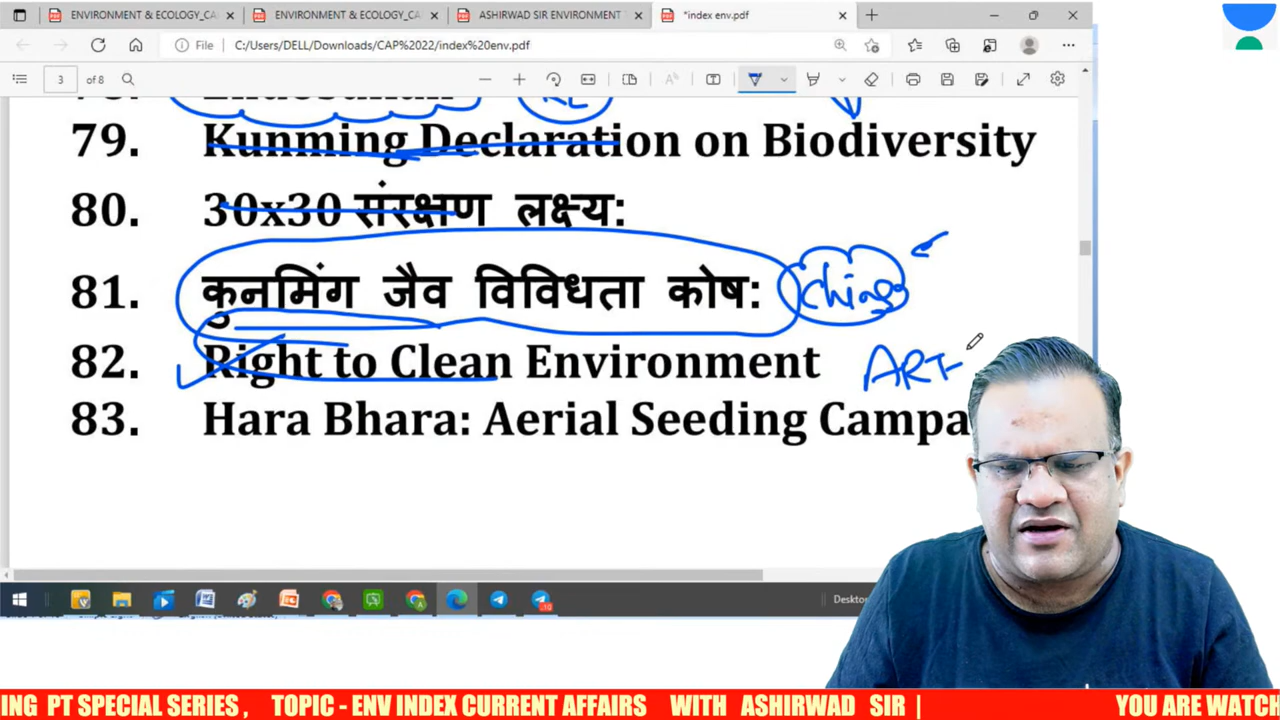 ENVIRONMENT & ECOLOGY_CA
ENVIRONMENT & ECOLOGY_CA
ASHIRWAD SIR ENVIRONMENT
*index env.pdf
File C:/Users/DELL/Downloads/CAP%2022/index%20env.pdf
3 of 8
79. Kunming Declaration on Biodiversity
80. 30x30 संरक्षण लक्ष्य:
81. कुनमिंग जैव विविधता कोष: China
82. Right to Clean Environment ART
83. Hara Bhara: Aerial Seeding Campa
Deskto
ING PT SPECIAL SERIES , TOPIC - ENV INDEX CURRENT AFFAIRS WITH ASHIRWAD SIR | YOU ARE WATCH